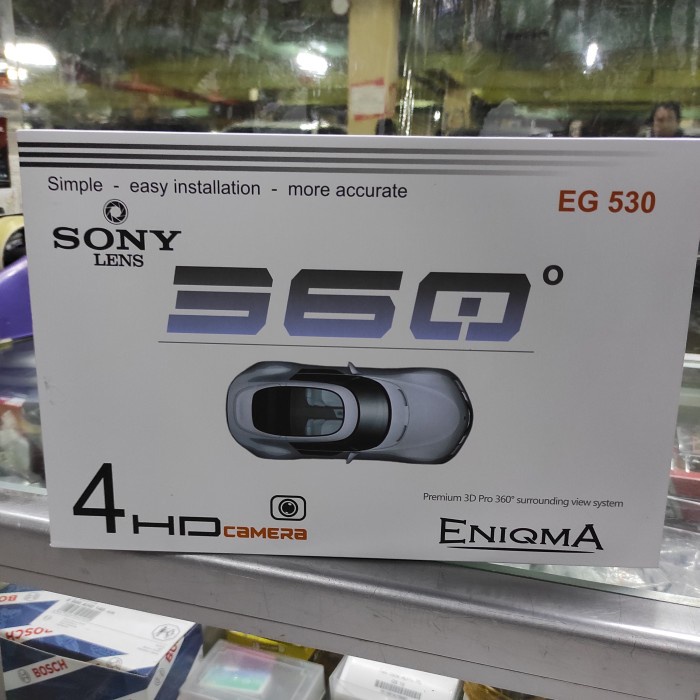 Simple - easy installation - more accurate
EG 530
SONY
LENS
360°
Premium 3D Pro 360° surrounding view system
4 HD CAMERA
ENIQMA
BOSCH
BOSCH